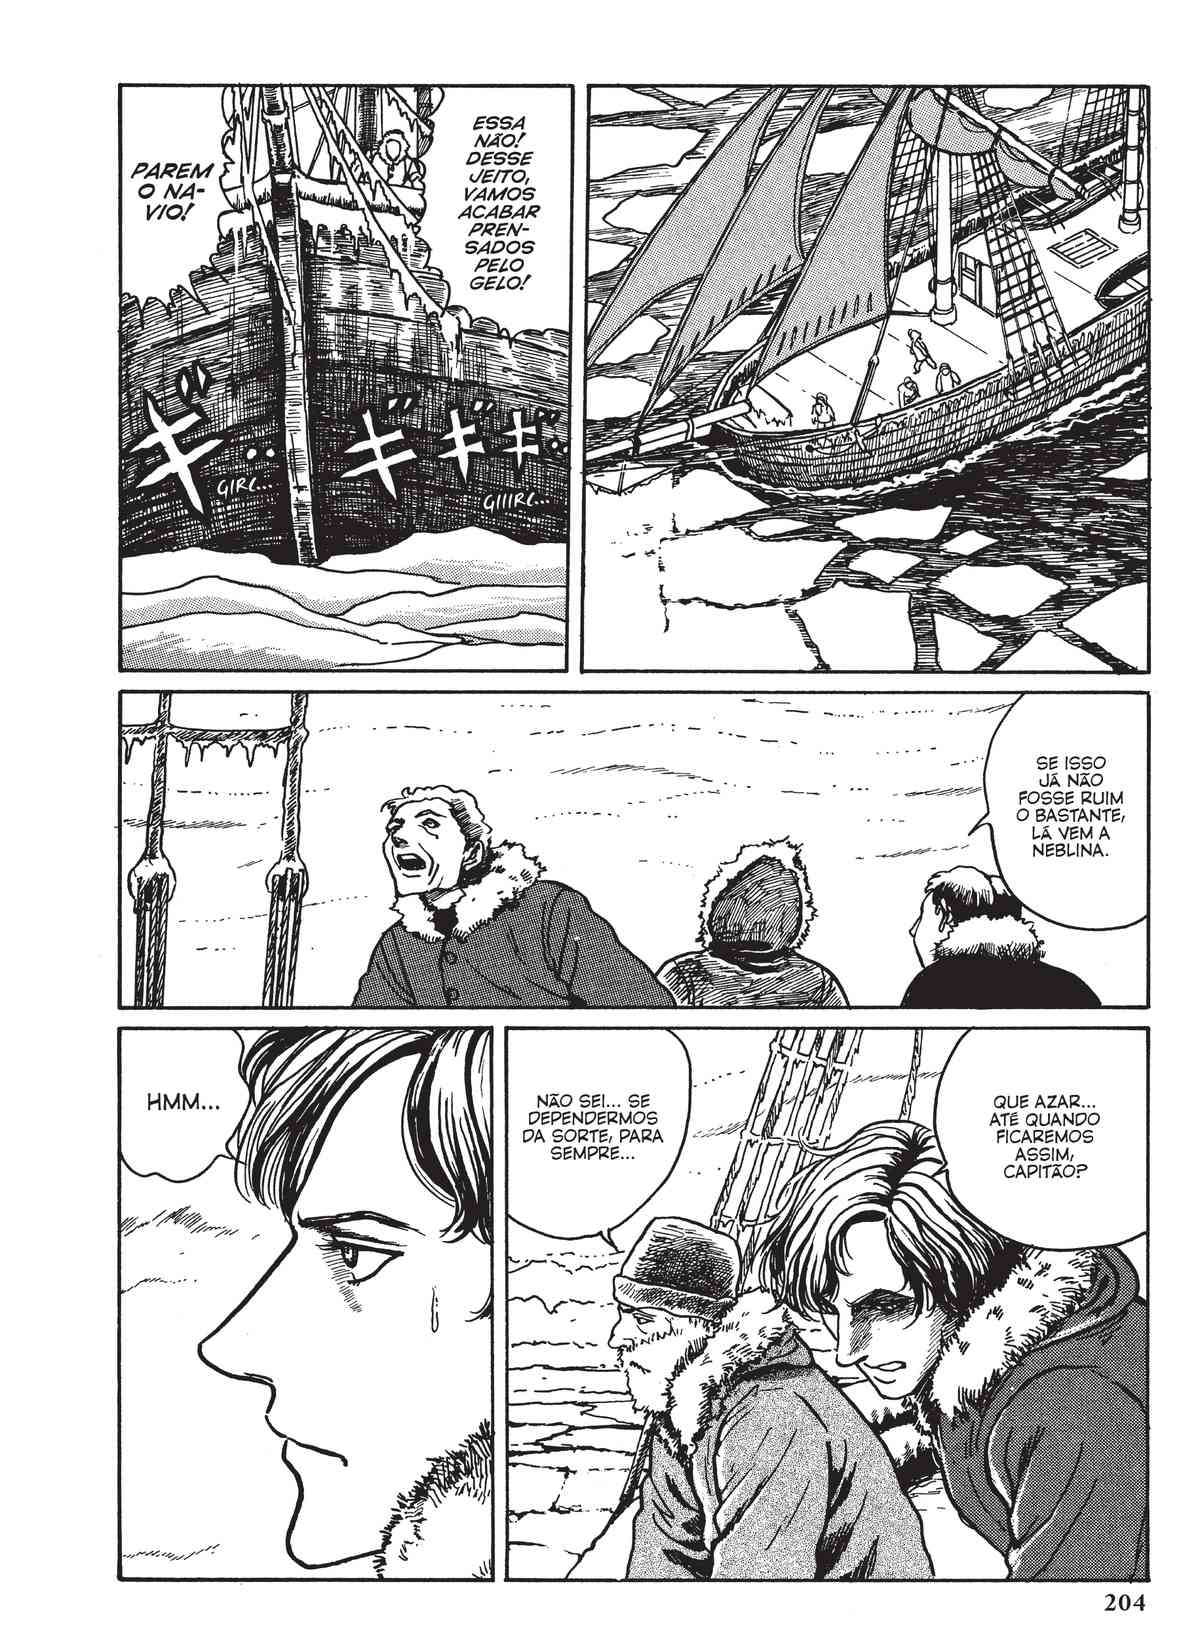 ESSA
NÃO!
DESSE
JEITO,
VAMOS
ACABAR
PREN-
SADOS
PELO
GELO!
PAREM
O NA-
VIO!
ギギギギ
GIIIRC...
GIRC...
SE ISSO
JÁ NÃO
FOSSE RUIM
O BASTANTE,
LÁ VEM A
NEBLINA.
QUE AZAR...
ATÉ QUANDO
FICAREMOS
ASSIM,
CAPITÃO?
NÃO SEI... SE
DEPENDERMOS
DA SORTE, PARA
SEMPRE...
HMM...
204